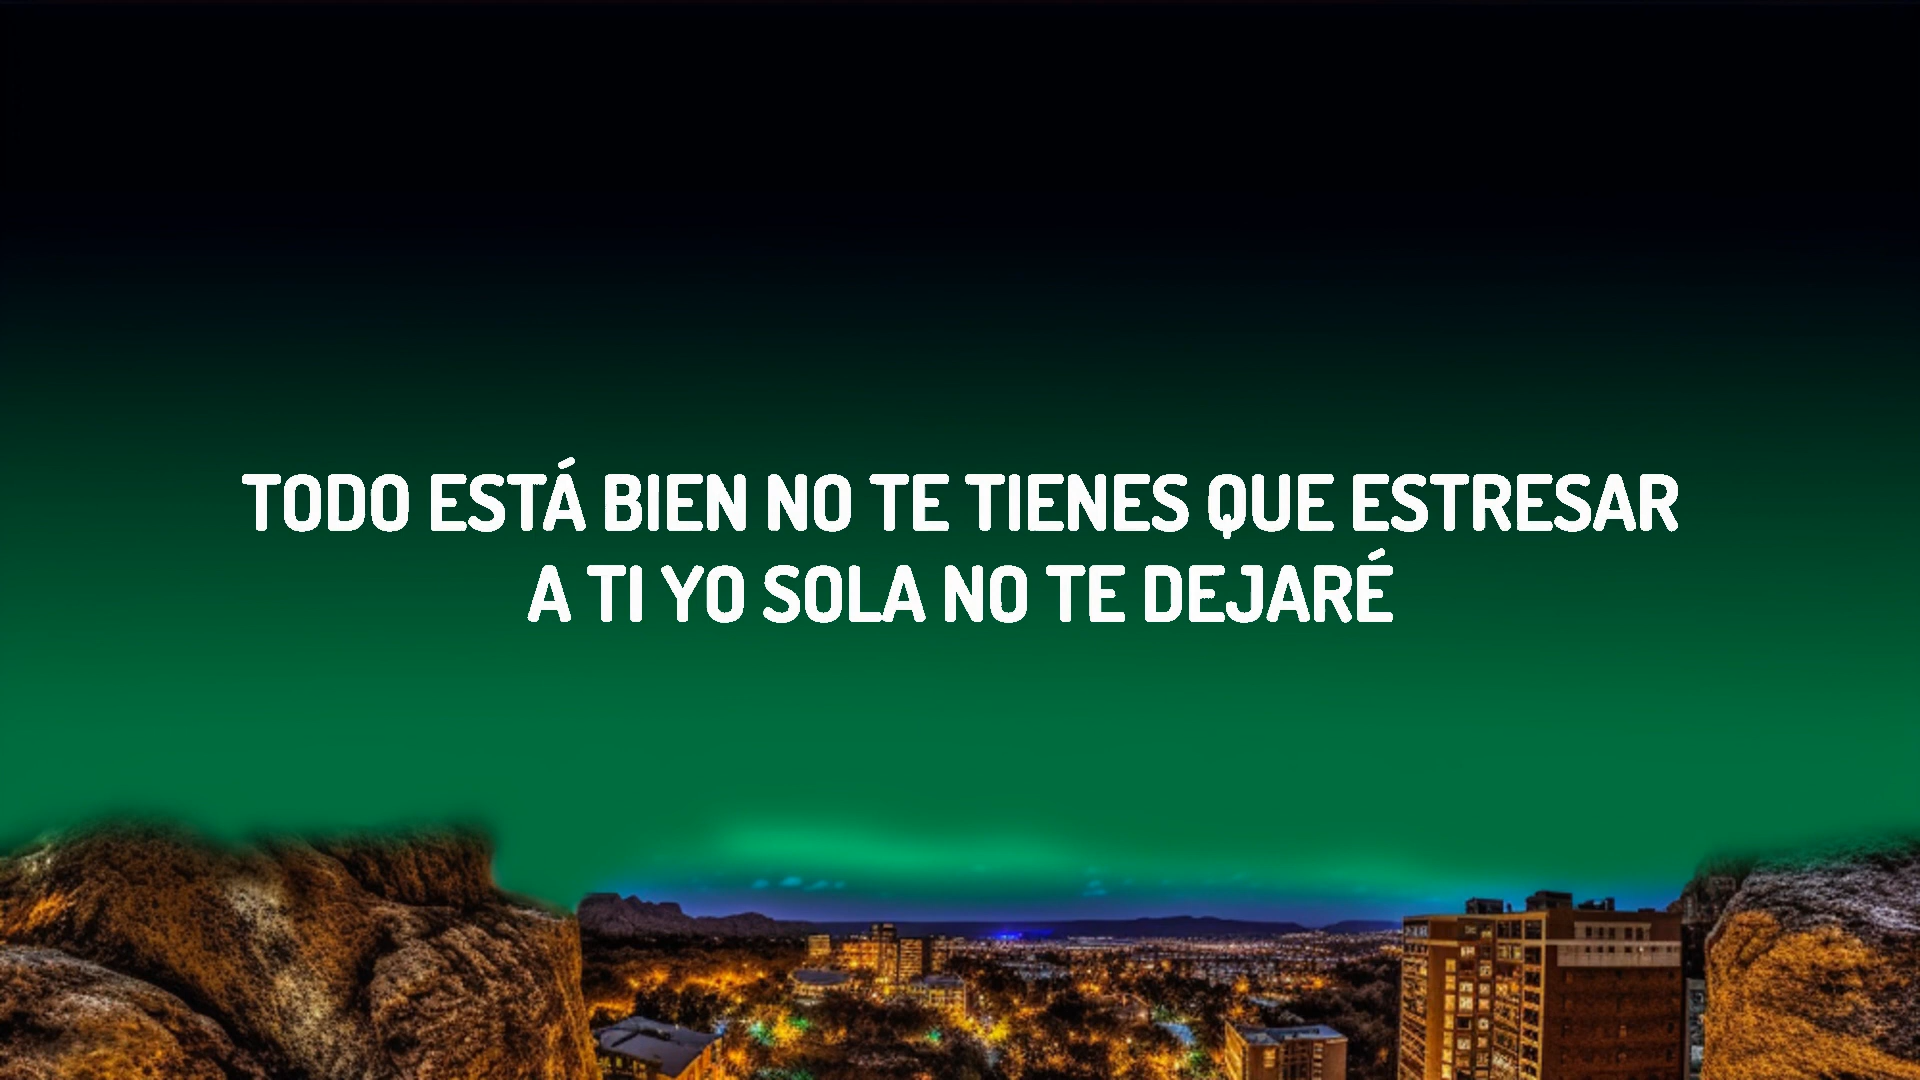 TODO ESTÁ BIEN NO TE TIENES QUE ESTRESAR
A TI YO SOLA NO TE DEJARÉ